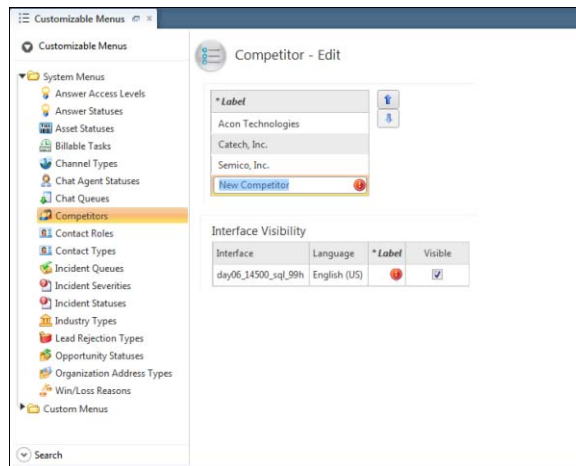 Customizable Menus
Customizable Menus
System Menus
Answer Access Levels
Answer Statuses
Asset Statuses
Billable Tasks
Channel Types
Chat Agent Statuses
Chat Queues
Competitors
Contact Roles
Contact Types
Incident Queues
Incident Severities
Incident Statuses
Industry Types
Lead Rejection Types
Opportunity Statuses
Organization Address Types
Win/Loss Reasons
Custom Menus
Search
Competitor - Edit
* Label
Acon Technologies
Catech, Inc.
Semico, Inc.
New Competitor
Interface Visibility
Interface Language * Label Visible
day06_14500_sql_99h English (US)